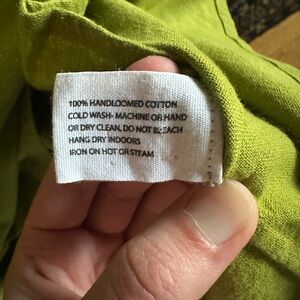 100% HANDLOOMED COTTON
COLD WASH- MACHINE OR HAND
OR DRY CLEAN, DO NOT BLEACH
HANG DRY INDOORS
IRON ON HOT OR STEAM